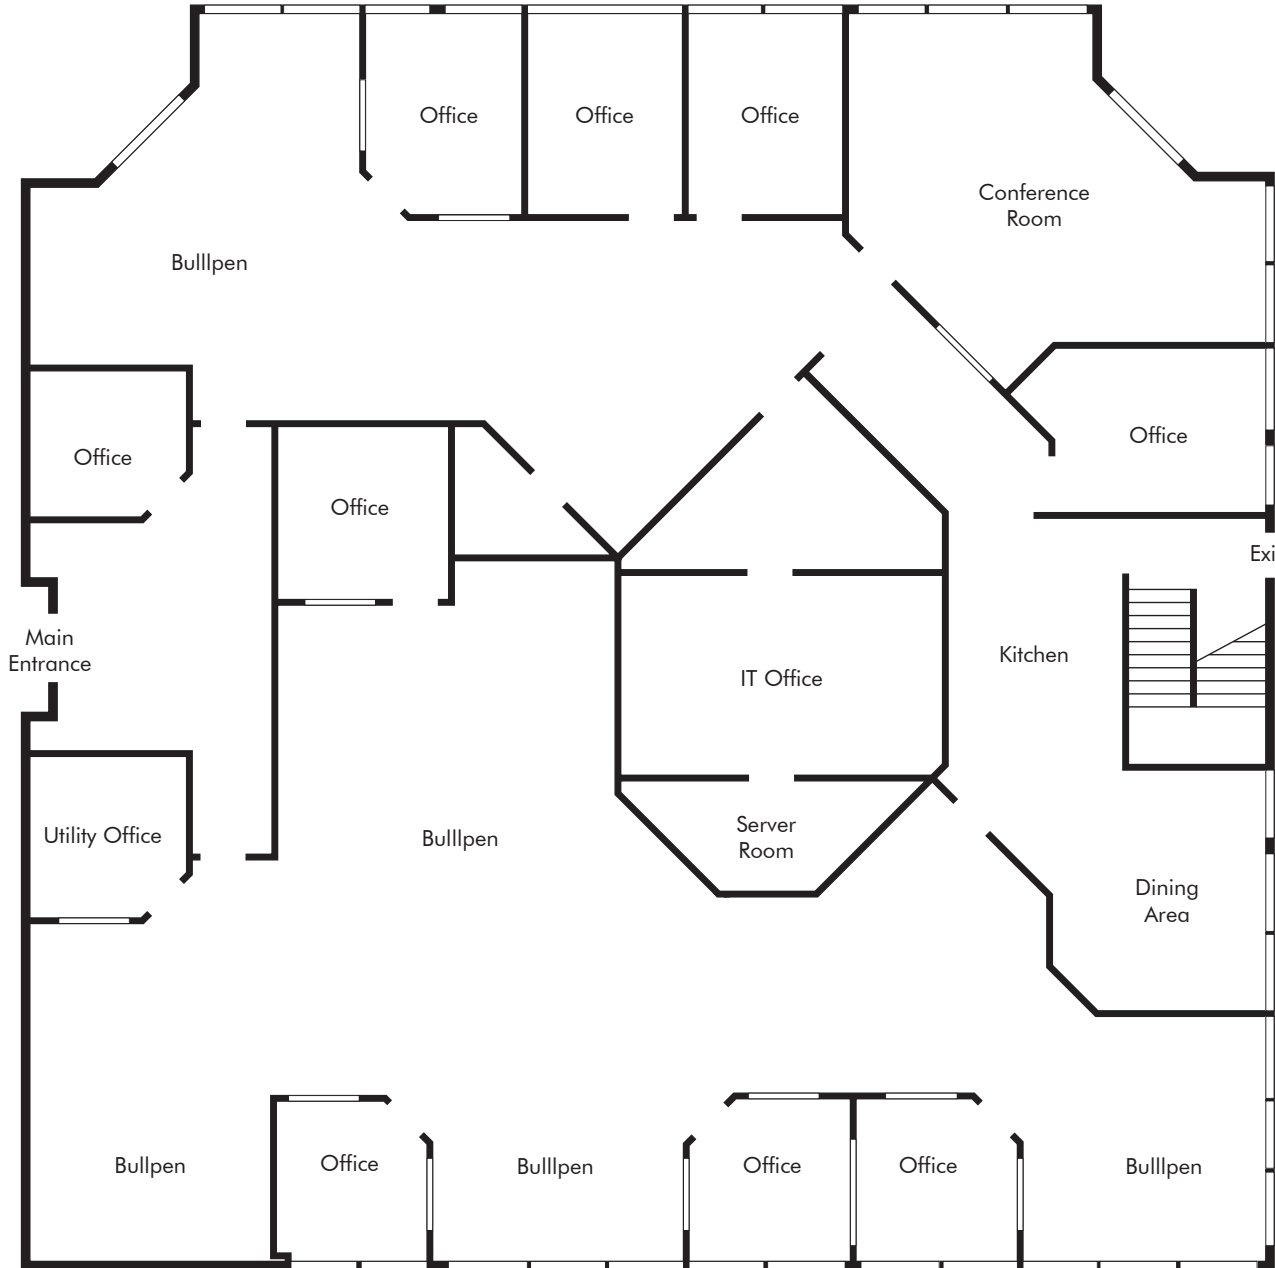 Office
Office
Office
Conference
Room
Bulllpen
Office
Office
Office
Exi
Main
Entrance
Kitchen
IT Office
Utility Office
Bulllpen
Server
Room
Dining
Area
Bullpen
Office
Bulllpen
Office
Office
Bulllpen